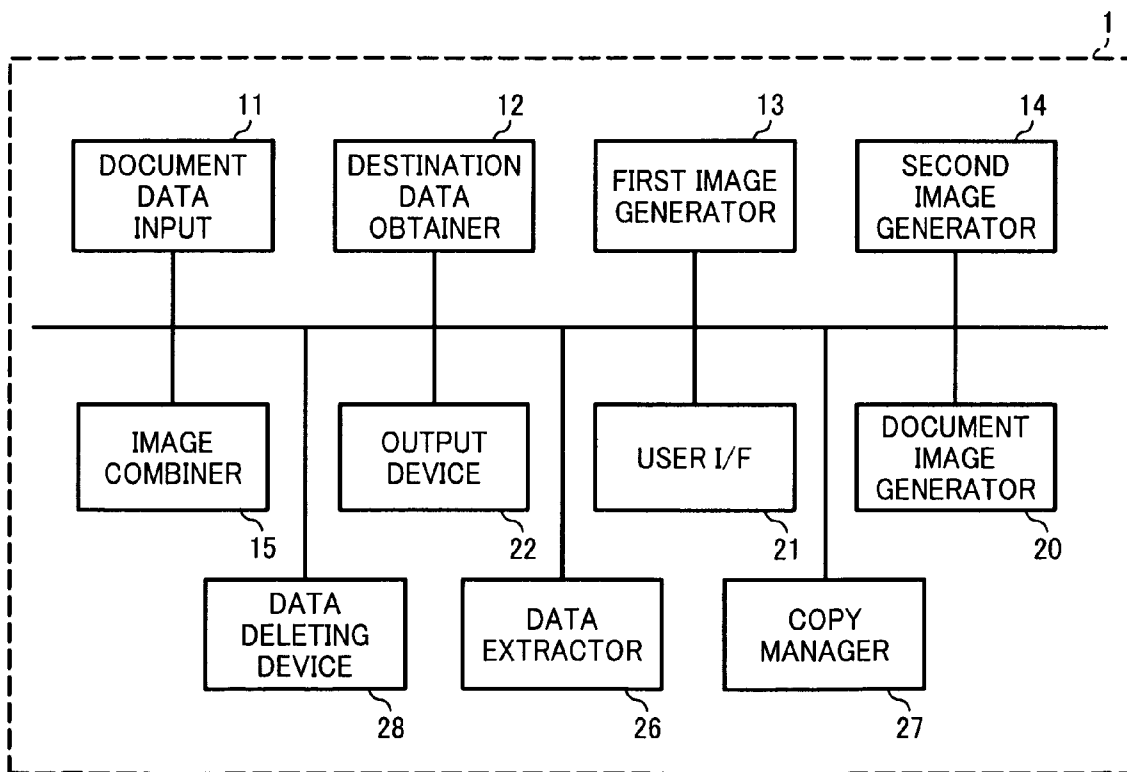 1
11
12
13
14
DOCUMENT
DATA
INPUT
DESTINATION
DATA
OBTAINER
FIRST IMAGE
GENERATOR
SECOND
IMAGE
GENERATOR
IMAGE
COMBINER
OUTPUT
DEVICE
USER I/F
DOCUMENT
IMAGE
GENERATOR
15
22
21
20
DATA
DELETING
DEVICE
DATA
EXTRACTOR
COPY
MANAGER
28
26
27